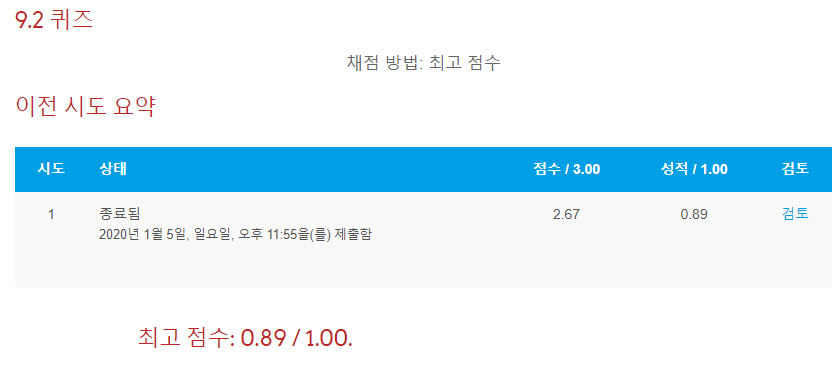 9.2 퀴즈
채점 방법: 최고 점수
이전 시도 요약
시도 상태 점수 / 3.00 성적 / 1.00 검토
1 종료됨 2.67 0.89 검토
2020년 1월 5일, 일요일, 오후 11:55을(를) 제출함
최고 점수: 0.89 / 1.00.